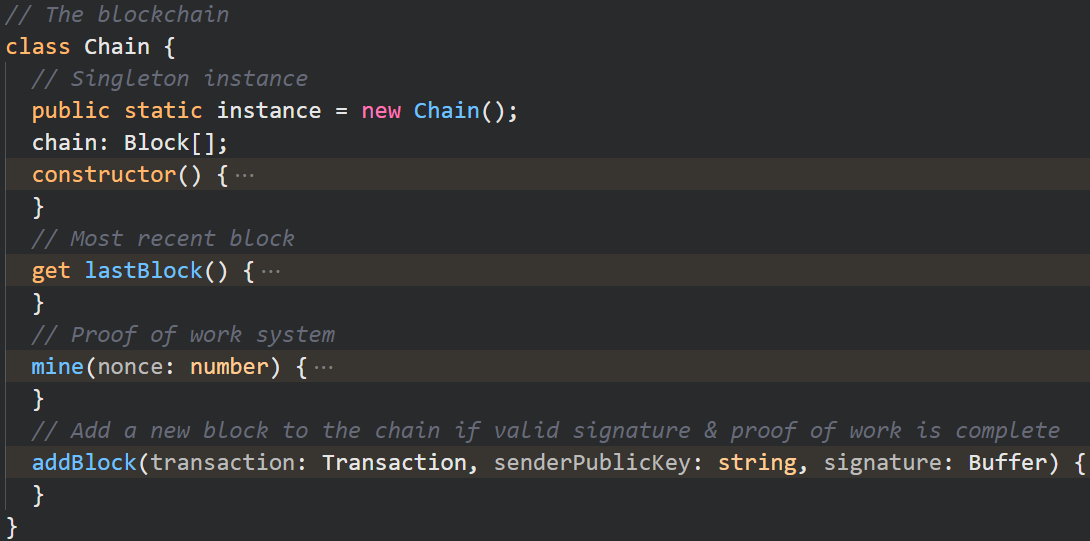 // The blockchain
class Chain {
// Singleton instance
public static instance = new Chain();
chain: Block[];
constructor() { ···
}
// Most recent block
get lastBlock() { ···
}
// Proof of work system
mine(nonce: number) { ···
}
// Add a new block to the chain if valid signature & proof of work is complete
addBlock(transaction: Transaction, senderPublicKey: string, signature: Buffer) {
}
}